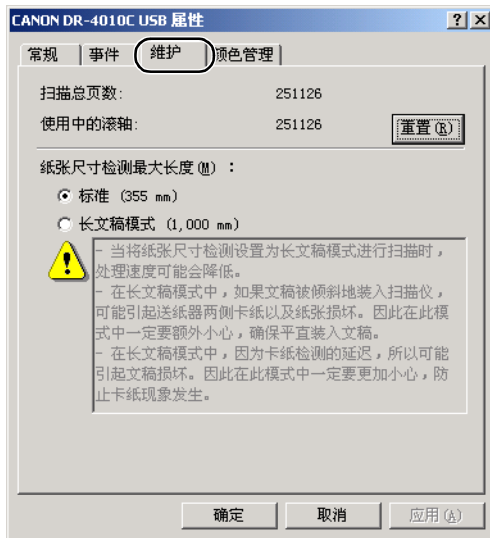 CANON DR-4010C USB 属性
常规 事件 维护 颜色管理
扫描总页数: 251126
使用中的滚轴: 251126 重置(R)
纸张尺寸检测最大长度(M)：
标准 (355 mm)
长文稿模式 (1,000 mm)
- 当将纸张尺寸检测设置为长文稿模式进行扫描时，
处理速度可能会降低。
- 在长文稿模式中，如果文稿被倾斜地装入扫描仪，
可能引起送纸器两侧卡纸以及纸张损坏。因此在此模
式中一定要额外小心，确保平直装入文稿。
- 在长文稿模式中，因为卡纸检测的延迟，所以可能
引起文稿损坏。因此在此模式中一定要更加小心，防
止卡纸现象发生。
确定 取消 应用(A)